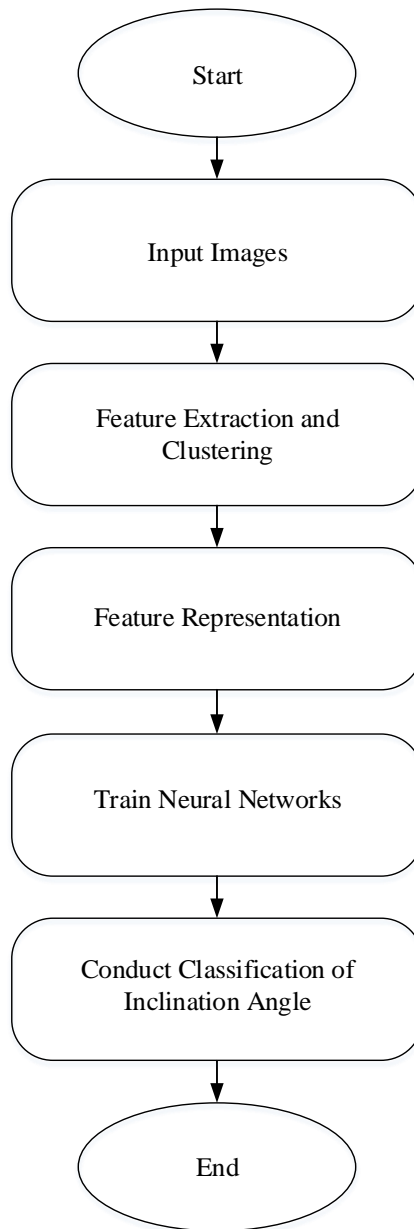 Start
Input Images
Feature Extraction and
Clustering
Feature Representation
Train Neural Networks
Conduct Classification of
Inclination Angle
End